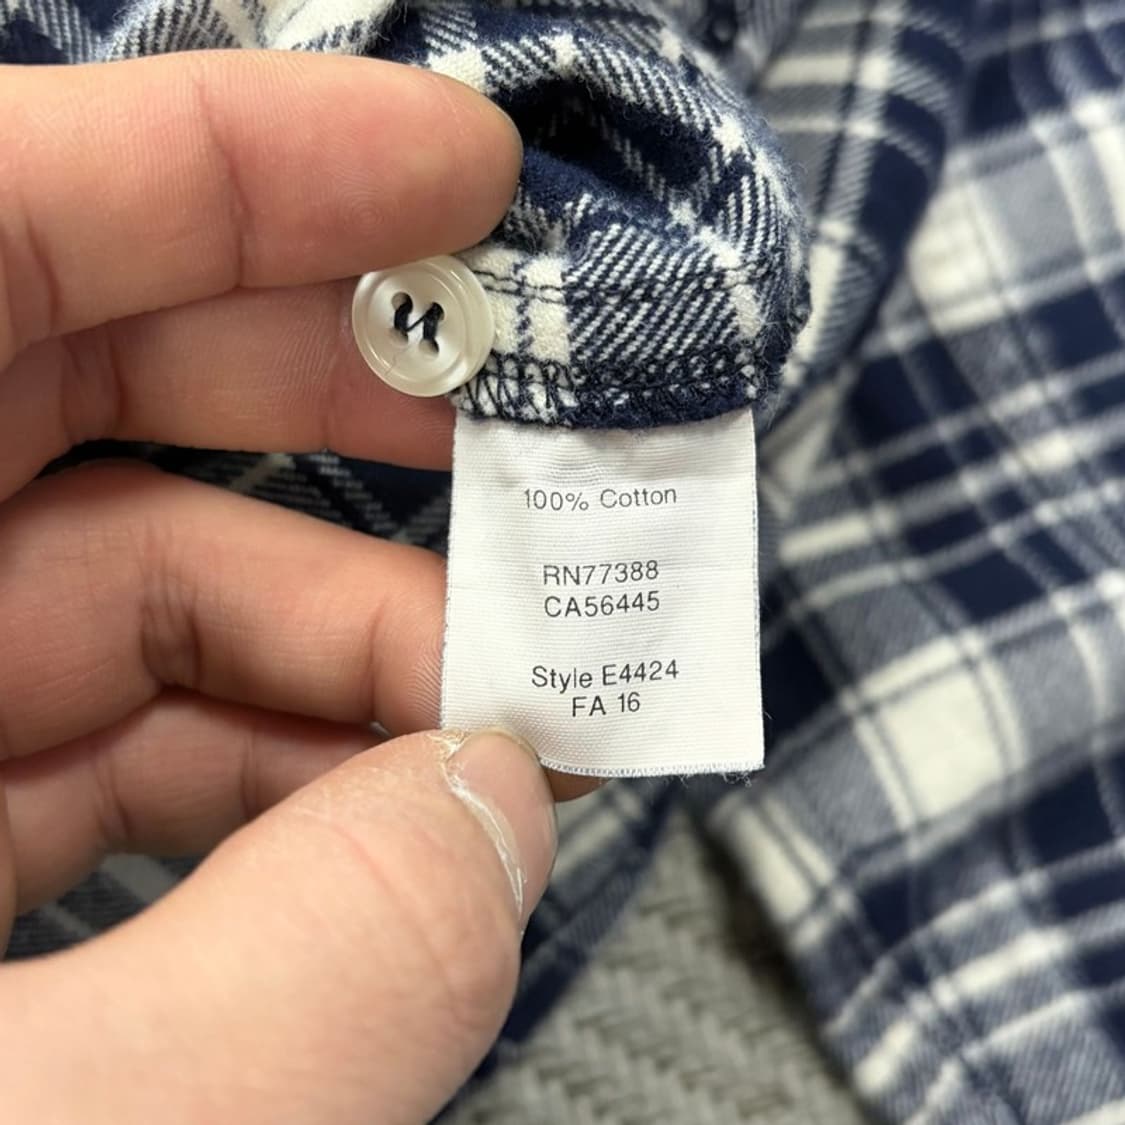 100% Cotton
RN77388
CA56445
Style E4424
FA 16